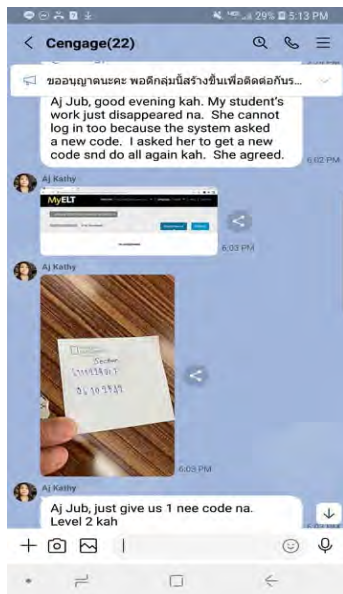 29% 5:13 PM
Cengage(22)
ขออนุญาตนะคะ พอดีกลุ่มนี้สร้างขึ้นเพื่อติดต่อกันร...
Aj Jub, good evening kah. My student's
work just disappeared na. She cannot
log in too because the system asked
a new code. I asked her to get a new
code snd do all again kah. She agreed.
6:02 PM
Aj Kathy
MyELT
6:03 PM
Aj Kathy
Section
6:03 PM
Aj Kathy
Aj Jub, just give us 1 nee code na.
Level 2 kah